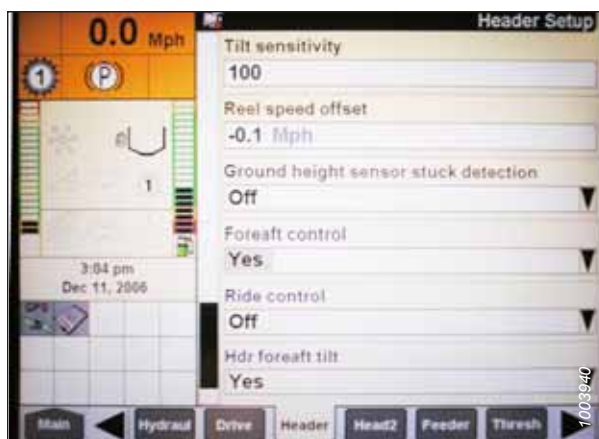 0.0 Mph
Header Setup
1
P
1
3:04 pm
Dec 11, 2006
Tilt sensitivity
100
Reel speed offset
-0.1 Mph
Ground height sensor stuck detection
Off
Foreaft control
Yes
Ride control
Off
Hdr foreaft tilt
Yes
Main
Hydraul
Drive
Header
Head2
Feeder
Thresh
1003940